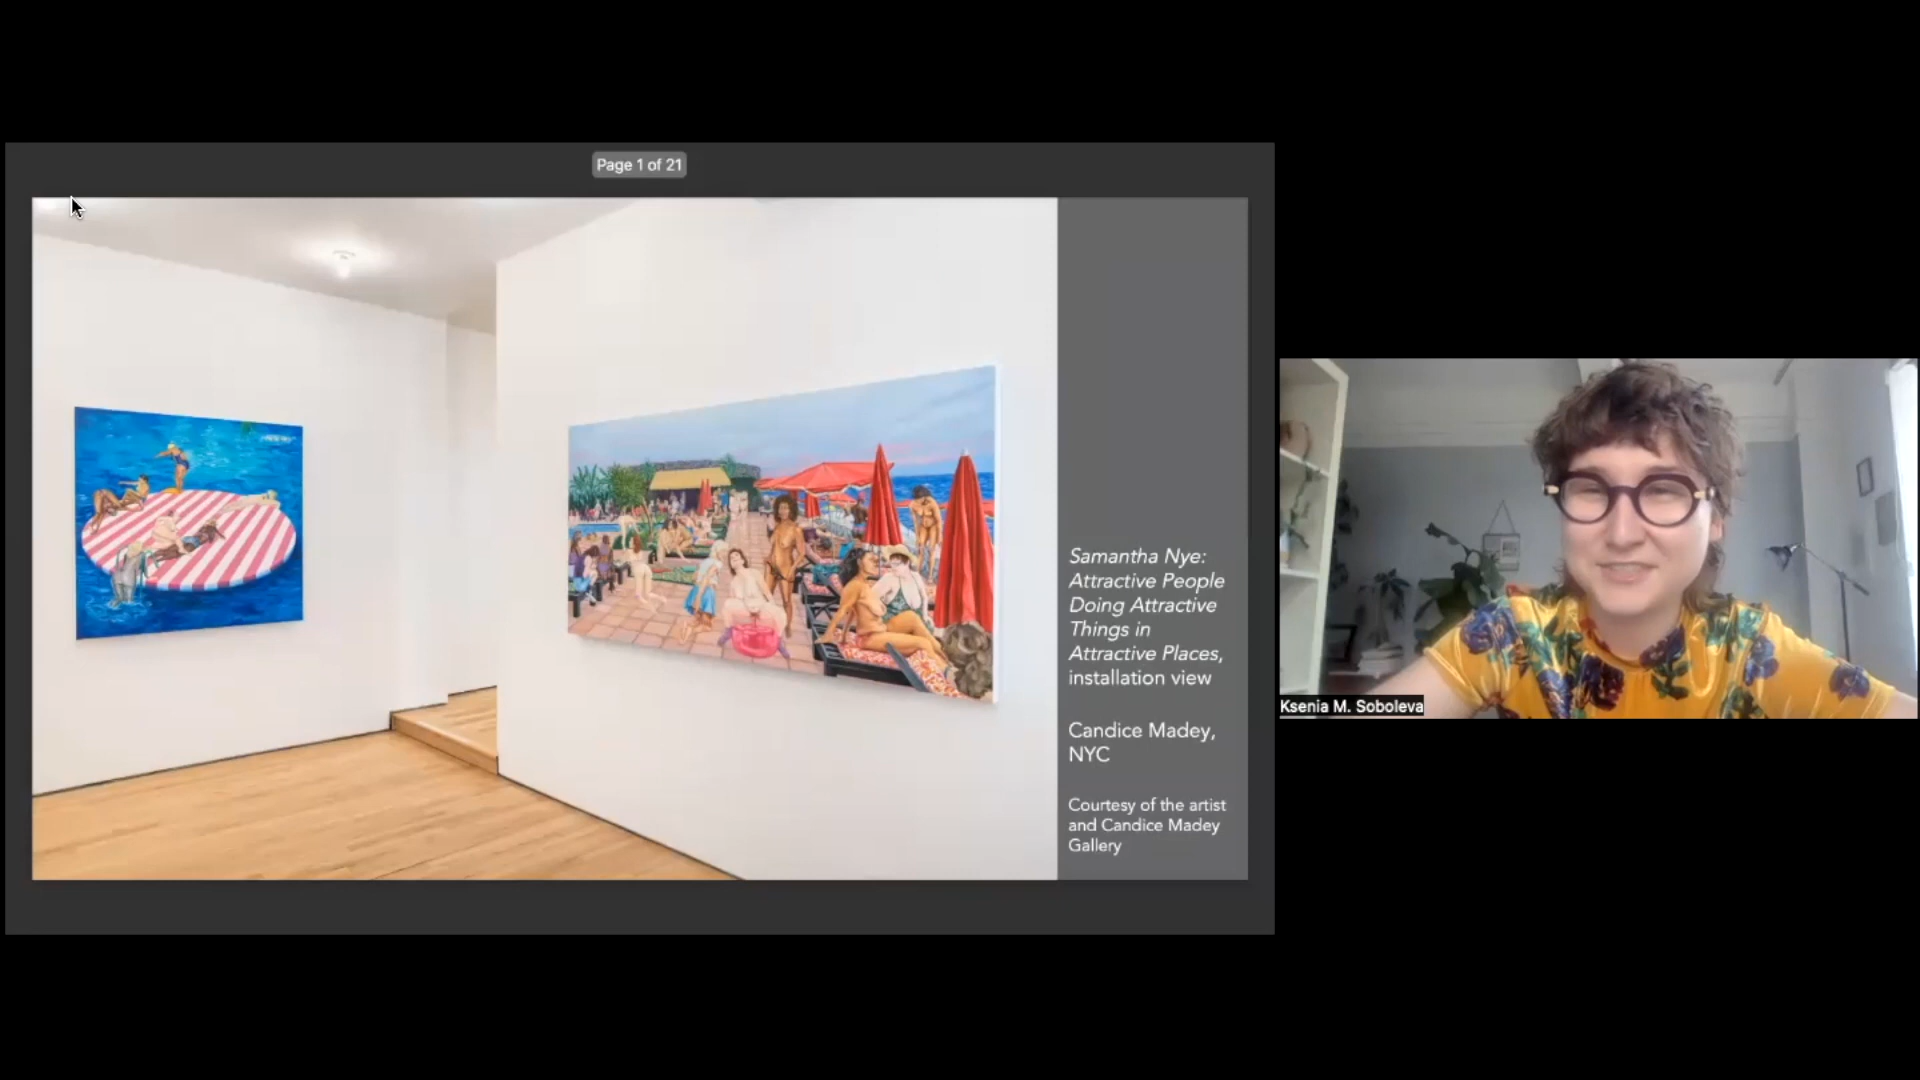 Page 1 of 21
Samantha Nye:
Attractive People
Doing Attractive
Things in
Attractive Places,
installation view
Candice Madey,
NYC
Courtesy of the artist
and Candice Madey
Gallery
Ksenia M. Soboleva